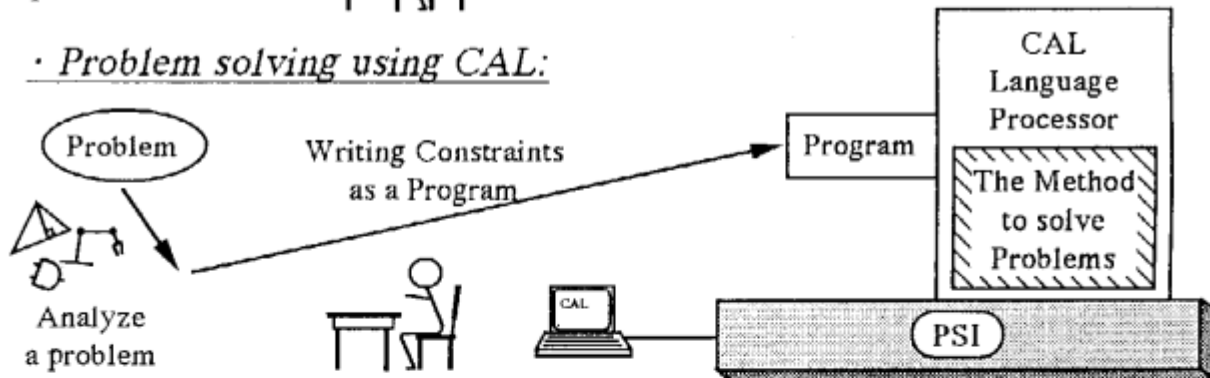 · Problem solving using CAL:
Problem
Writing Constraints
as a Program
Analyze
a problem
CAL
Program
CAL
Language
Processor
The Method
to solve
Problems
PSI